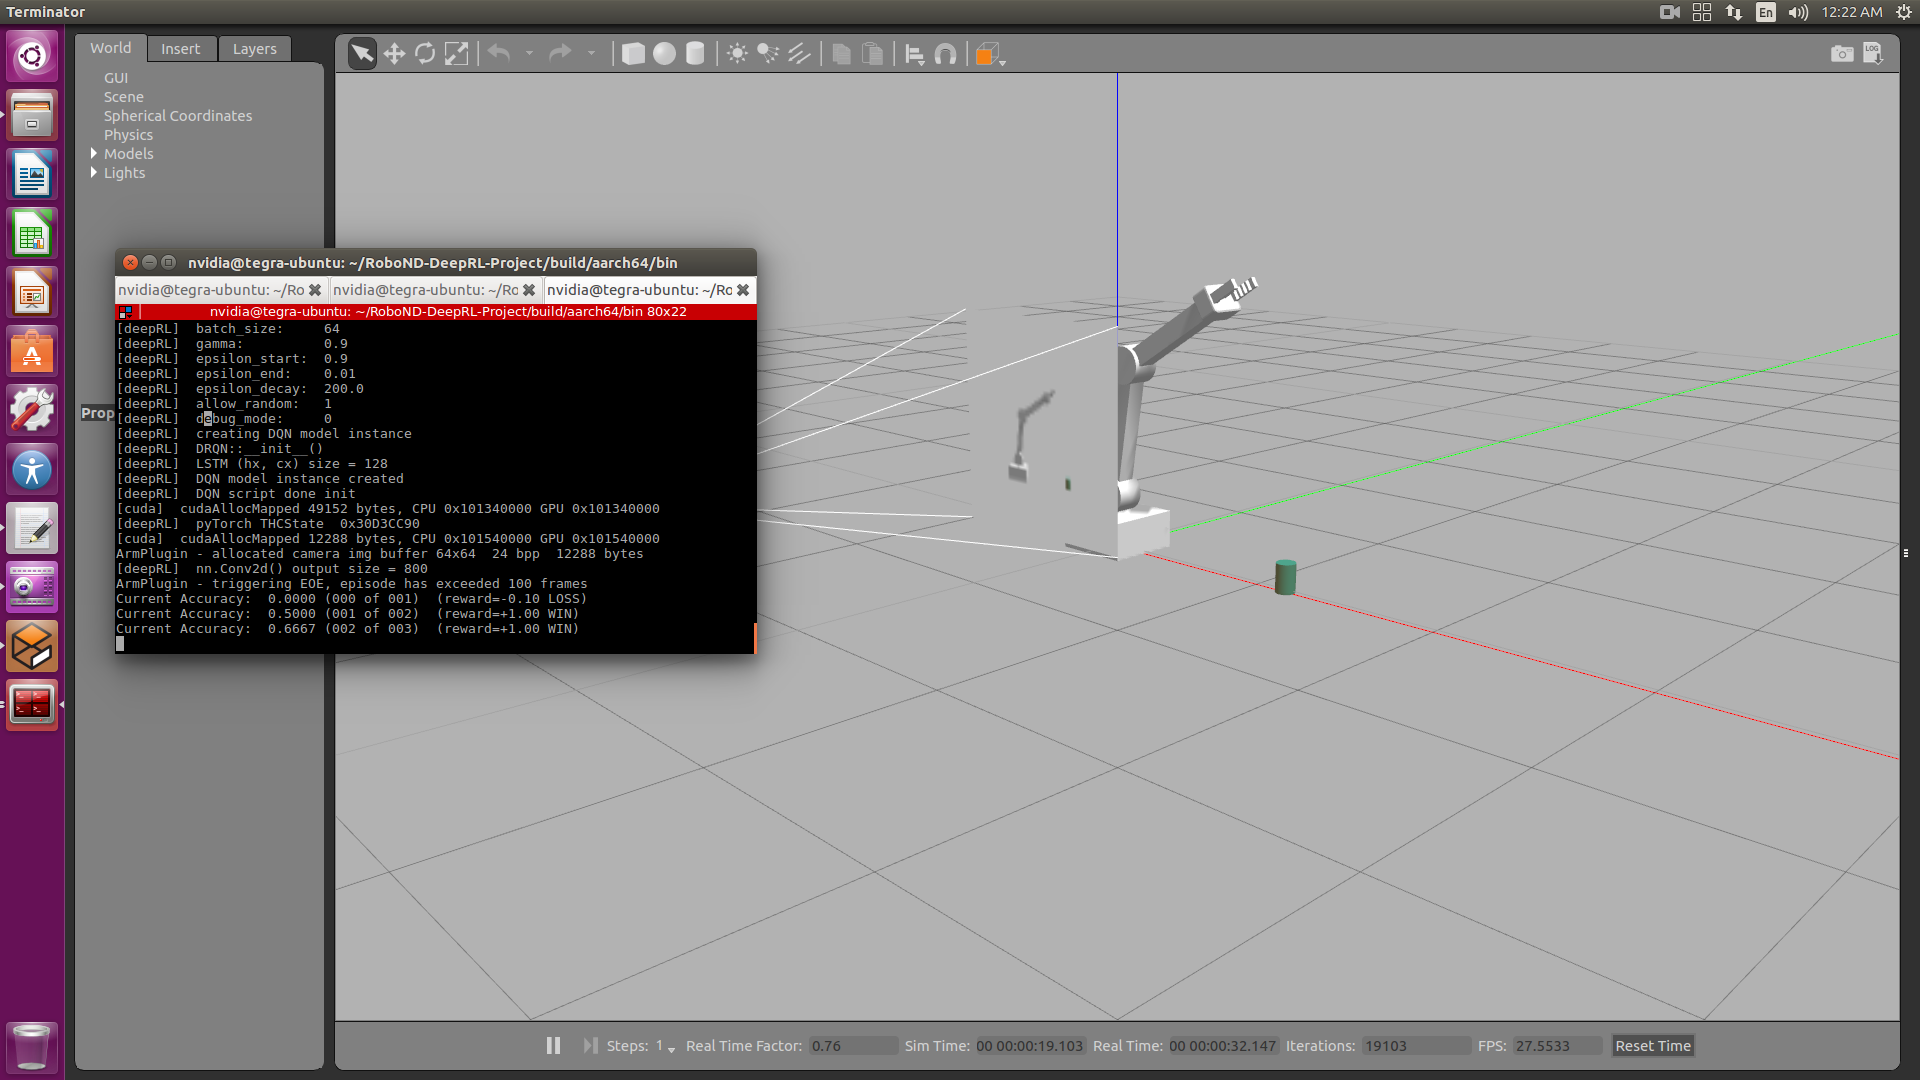 Terminator
En
12:22 AM
World
Insert
Layers
LOG
GUI
Scene
Spherical Coordinates
Physics
Models
Lights
Prop
nvidia@tegra-ubuntu: ~/RoboND-DeepRL-Project/build/aarch64/bin
nvidia@tegra-ubuntu: ~/Ro
nvidia@tegra-ubuntu: ~/Ro
nvidia@tegra-ubuntu: ~/Ro
nvidia@tegra-ubuntu: ~/RoboND-DeepRL-Project/build/aarch64/bin 80x22
[deepRL]  batch_size:     64
[deepRL]  gamma:          0.9
[deepRL]  epsilon_start:  0.9
[deepRL]  epsilon_end:    0.01
[deepRL]  epsilon_decay:  200.0
[deepRL]  allow_random:   1
[deepRL]  debug_mode:     0
[deepRL]  creating DQN model instance
[deepRL]  DRQN::__init__()
[deepRL]  LSTM (hx, cx) size = 128
[deepRL]  DQN model instance created
[deepRL]  DQN script done init
[cuda]  cudaAllocMapped 49152 bytes, CPU 0x101340000 GPU 0x101340000
[deepRL]  pyTorch THCState  0x30D3CC90
[cuda]  cudaAllocMapped 12288 bytes, CPU 0x101540000 GPU 0x101540000
ArmPlugin - allocated camera img buffer 64x64  24 bpp  12288 bytes
[deepRL]  nn.Conv2d() output size = 800
ArmPlugin - triggering EOE, episode has exceeded 100 frames
Current Accuracy:  0.0000 (000 of 001)  (reward=-0.10 LOSS)
Current Accuracy:  0.5000 (001 of 002)  (reward=+1.00 WIN)
Current Accuracy:  0.6667 (002 of 003)  (reward=+1.00 WIN)
Steps: 1 Real Time Factor: 0.76 Sim Time: 00 00:00:19.103 Real Time: 00 00:00:32.147 Iterations: 19103 FPS: 27.5533 Reset Time